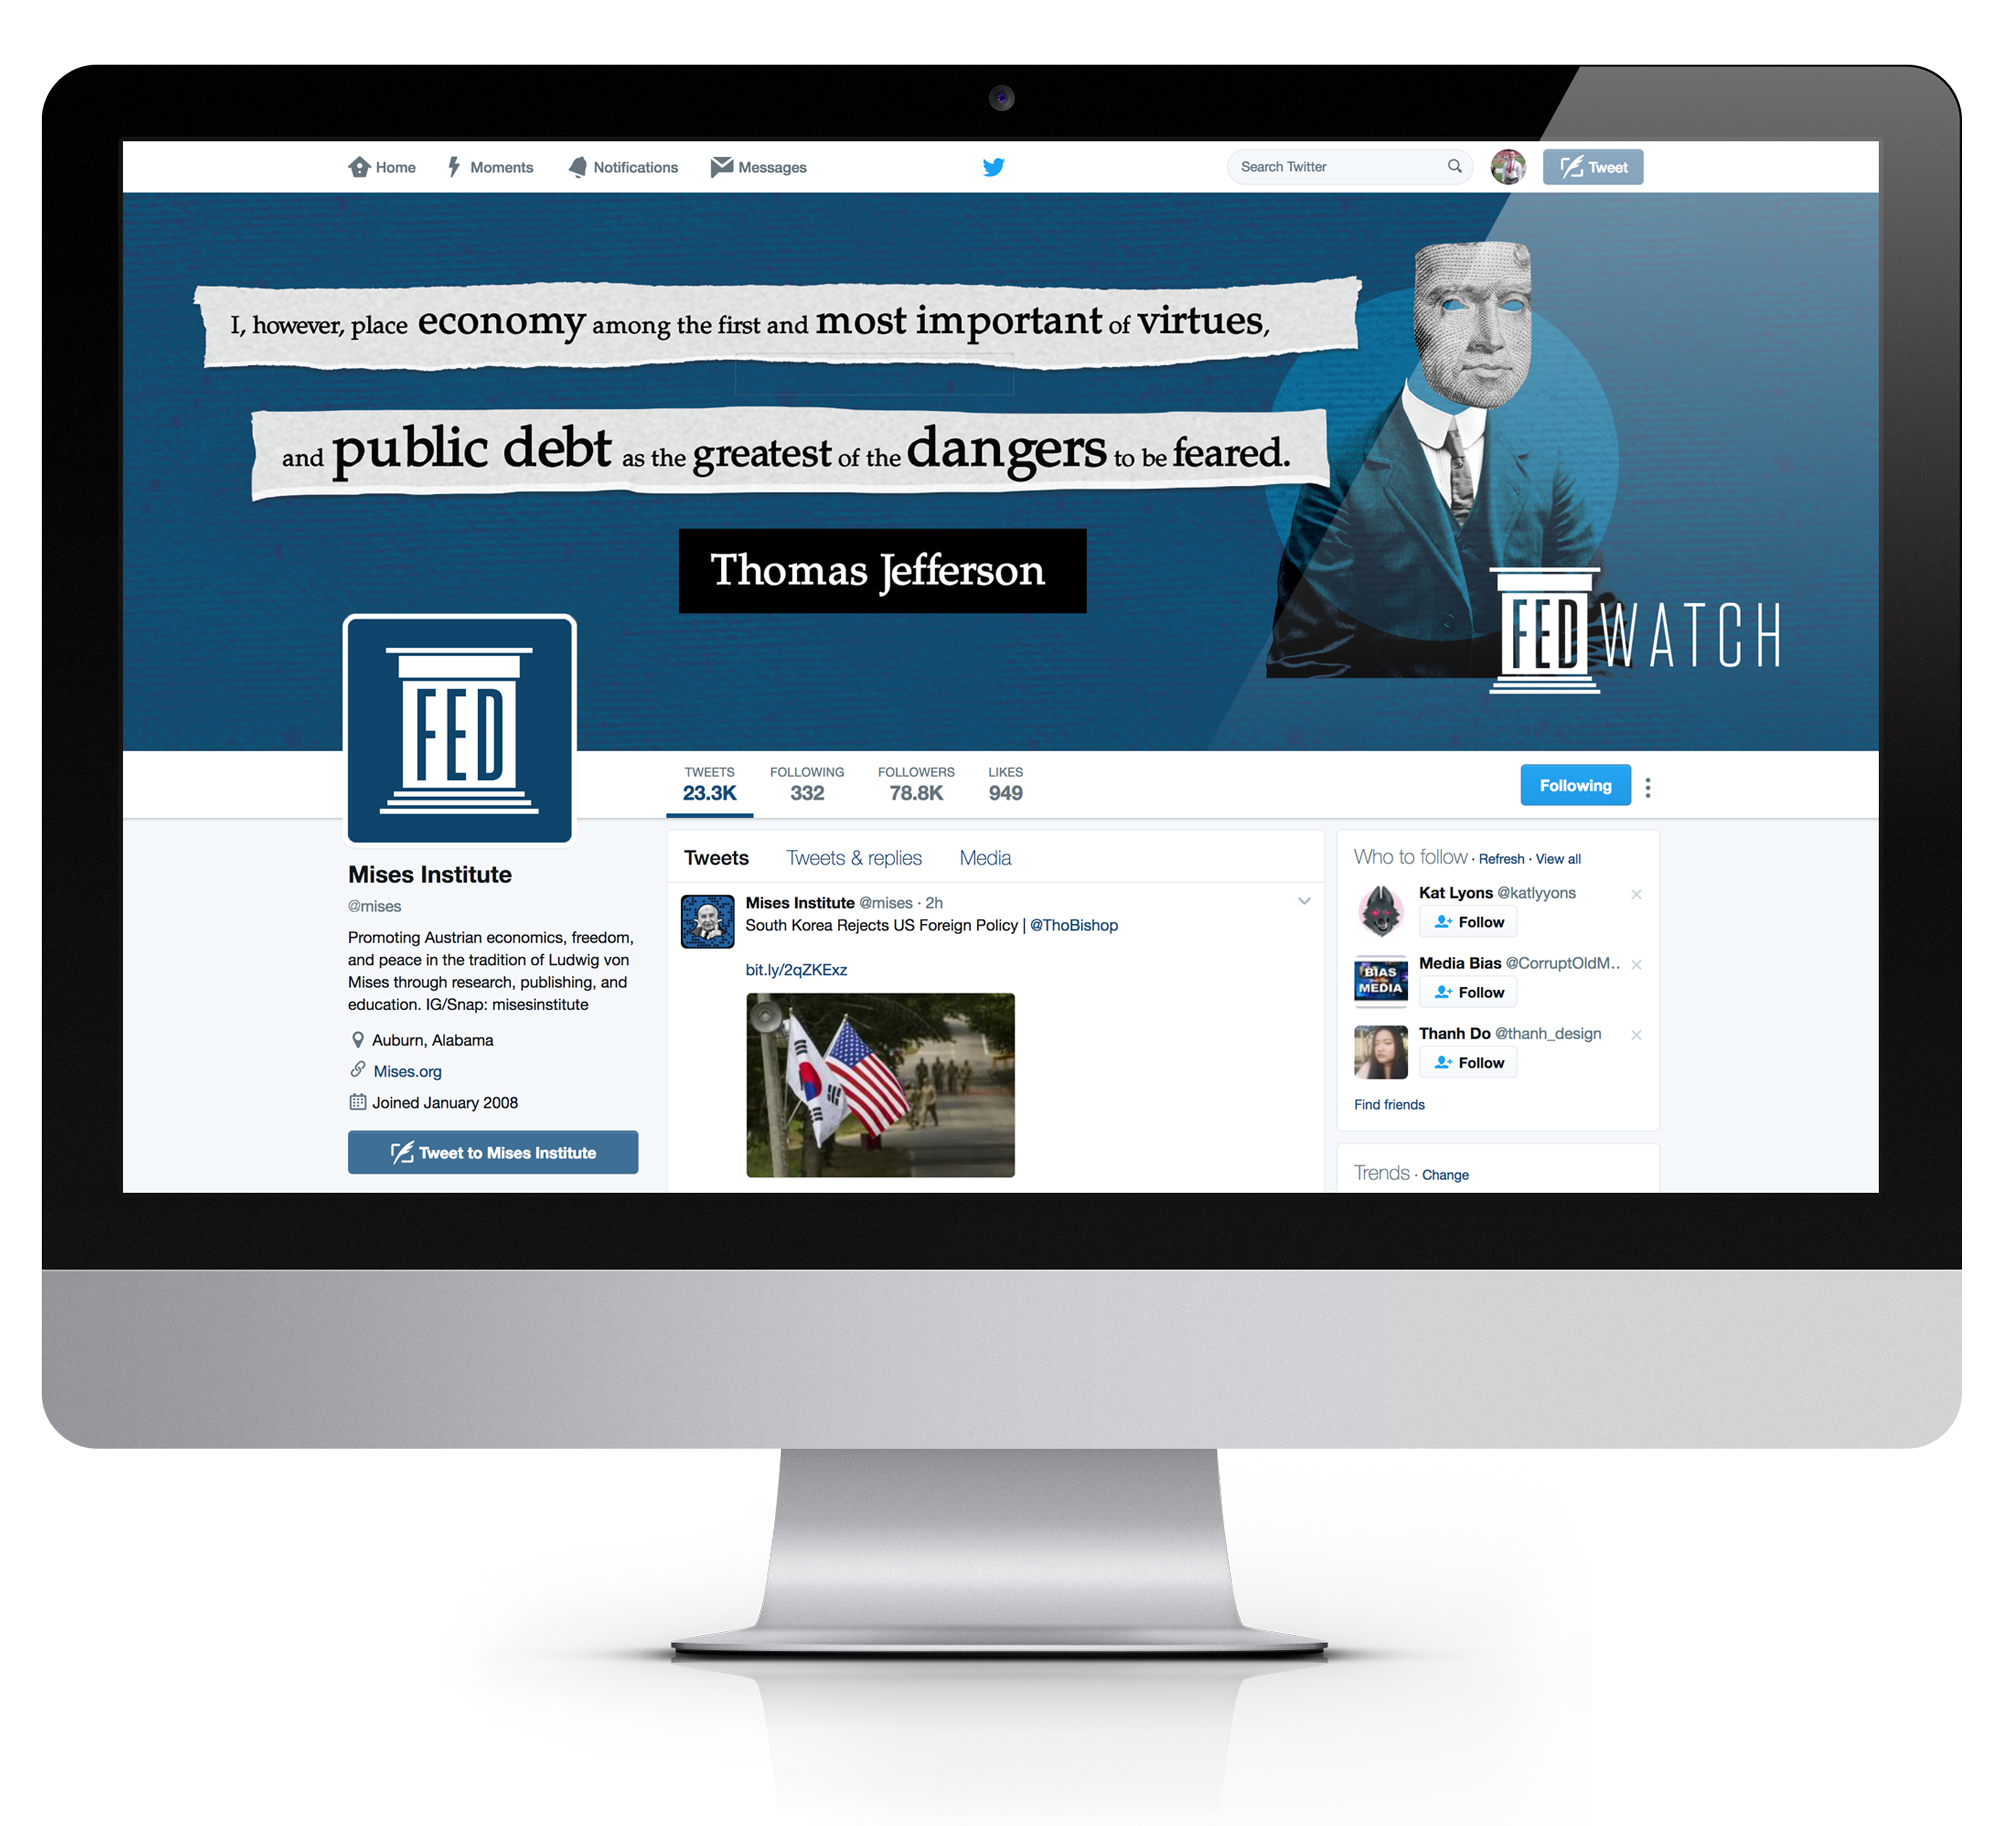 Home Moments Notifications Messages Search Twitter Tweet
I, however, place economy among the first and most important of virtues,
and public debt as the greatest of the dangers to be feared.
Thomas Jefferson
FED WATCH
FED
TWEETS FOLLOWING FOLLOWERS LIKES
23.3K 332 78.8K 949
Following
Mises Institute
@mises
Promoting Austrian economics, freedom,
and peace in the tradition of Ludwig von
Mises through research, publishing, and
education. IG/Snap: misesinstitute
Auburn, Alabama
Mises.org
Joined January 2008
Tweet to Mises Institute
Tweets Tweets & replies Media
Mises Institute @mises · 2h
South Korea Rejects US Foreign Policy | @ThoBishop
bit.ly/2qZKExz
Who to follow · Refresh · View all
Kat Lyons @katlyyons
Follow
BIAS
MEDIA
Media Bias @CorruptOldM..
Follow
Thanh Do @thanh_design
Follow
Find friends
Trends · Change